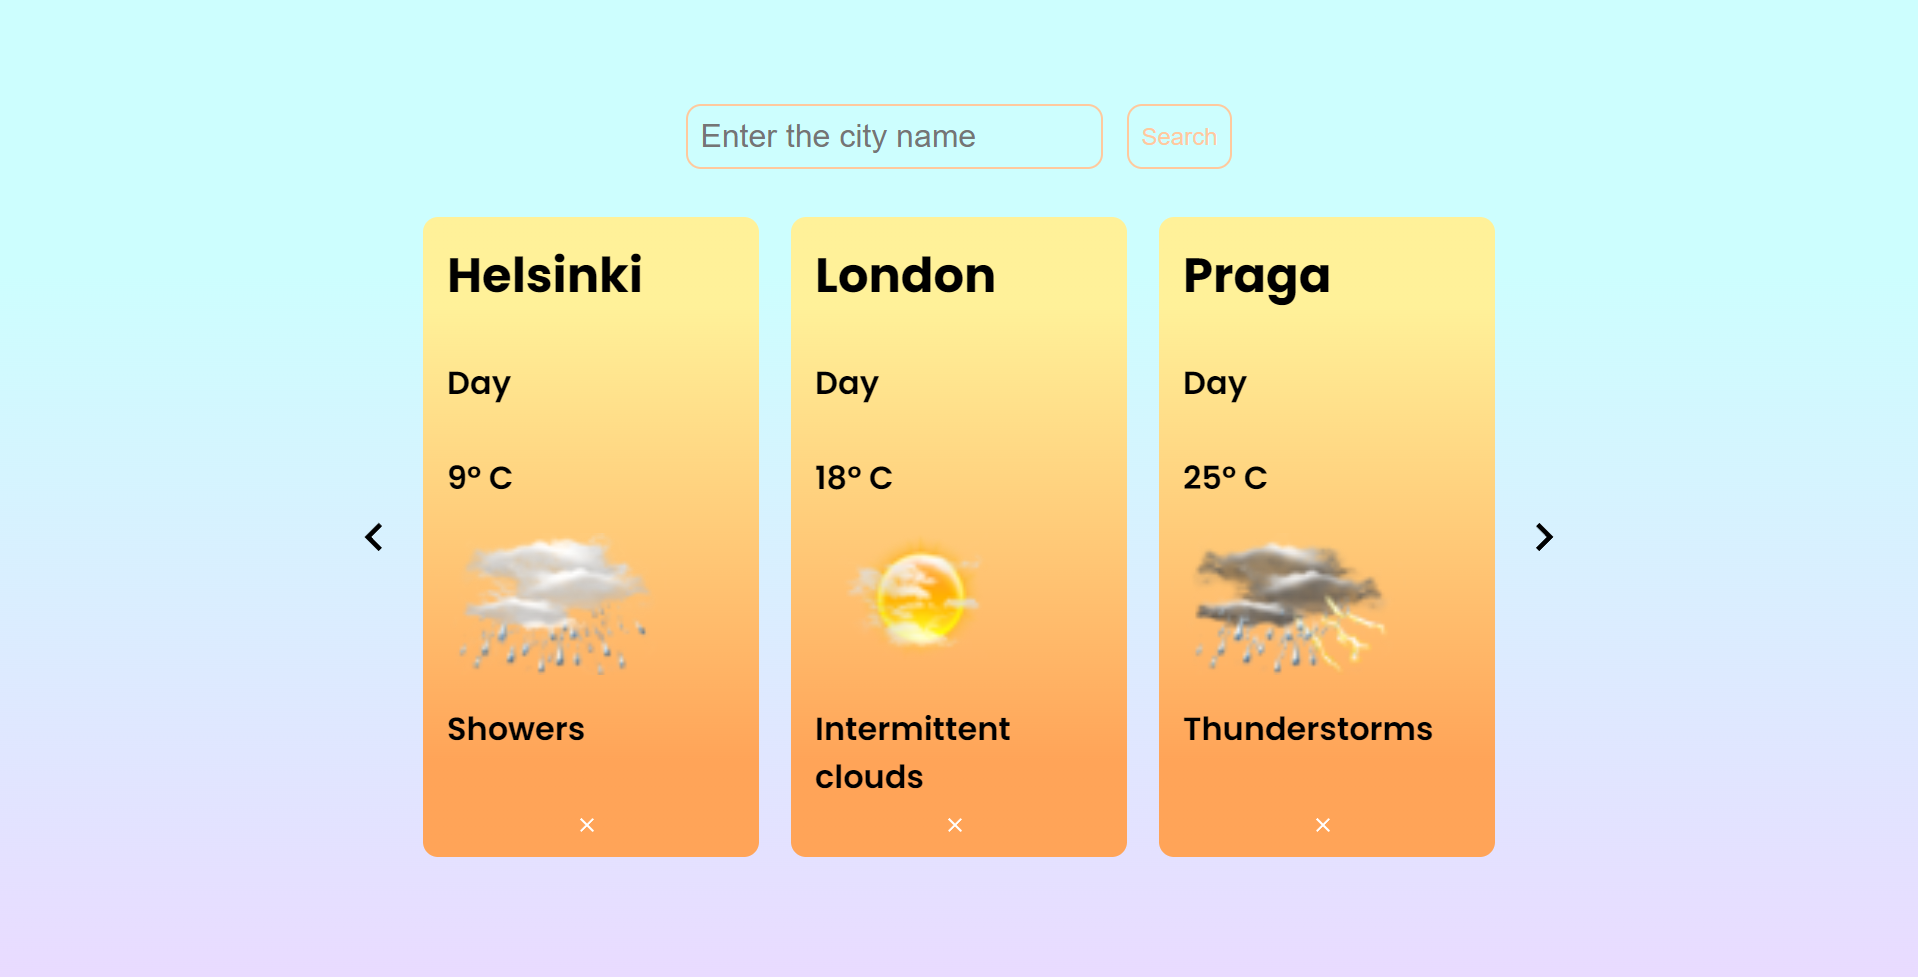 Enter the city name
Search
Helsinki
Day
9° C
Showers
London
Day
18° C
Intermittent
clouds
Praga
Day
25° C
Thunderstorms